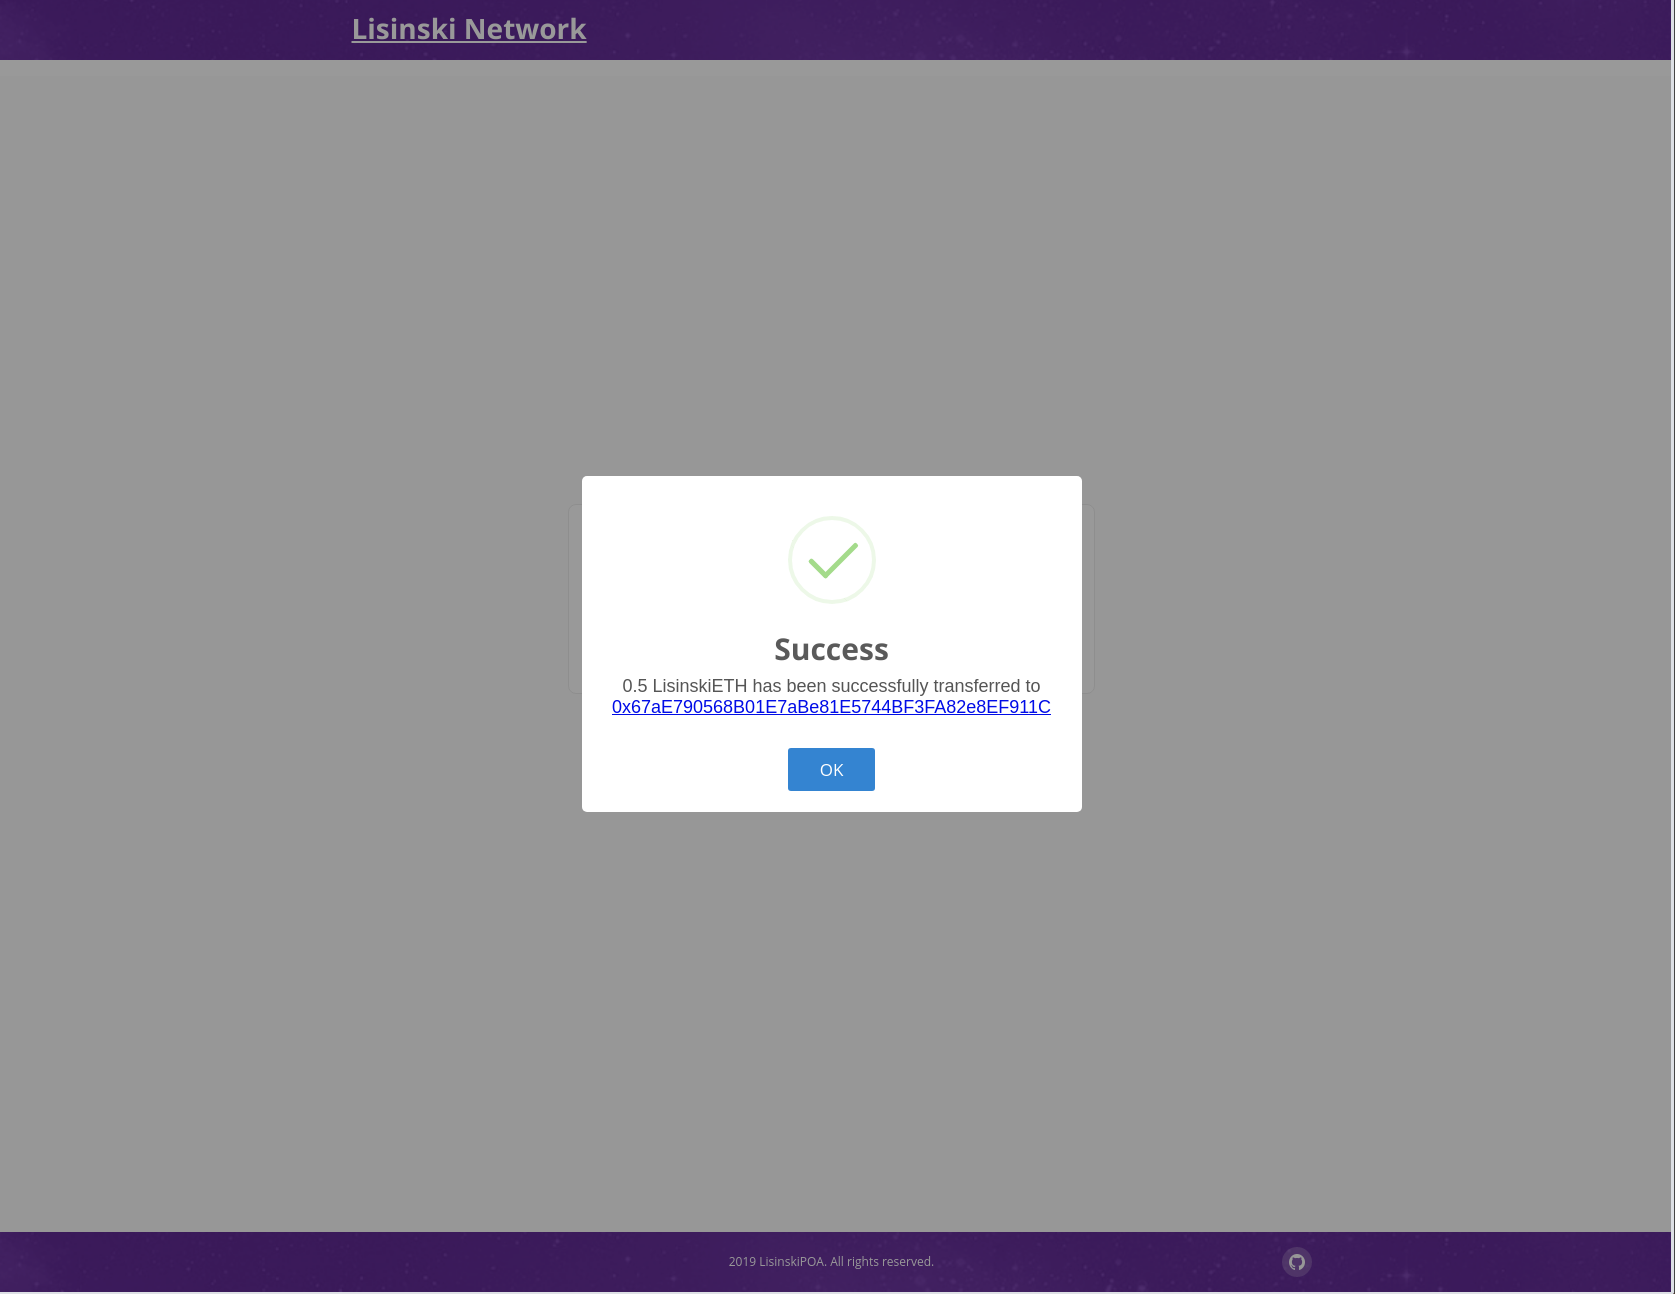 Lisinski Network
Success
0.5 LisinskiETH has been successfully transferred to
0x67aE790568B01E7aBe81E5744BF3FA82e8EF911C
OK
2019 LisinskiPOA. All rights reserved.